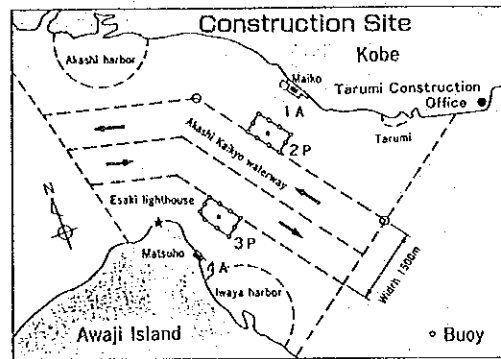 Construction Site
Kobe
Akashi harbor
Maiko
Tarumi Construction
Office
1A
Tarumi
2P
Akashi Kaikyo waterway
N
Esaki lighthouse
3P
Matsuho
Width 1500m
Iwaya harbor
Awaji Island
Buoy